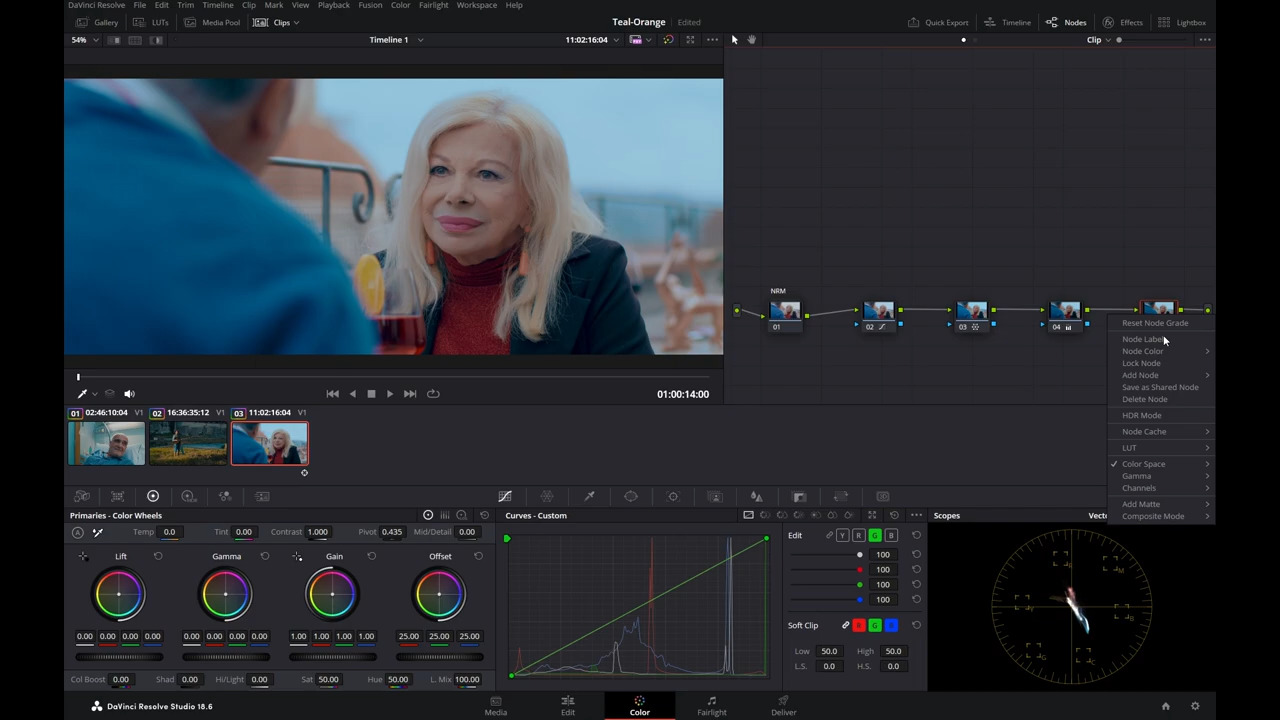 DaVinci Resolve File Edit Trim Timeline Clip Mark View Playback Fusion Color Fairlight Workspace Help
Gallery LUTs Media Pool Clips Teal-Orange Edited Quick Export Timeline Nodes Effects Lightbox
54% Timeline 1 11:02:16:04 Clip
NRM
01 02 03 04
Reset Node Grade
Node Label
Node Color
Lock Node
Add Node
Save as Shared Node
Delete Node
HDR Mode
Node Cache
LUT
Color Space
Gamma
Channels
Add Matte
Composite Mode
01:00:14:00
01 02:46:10:04 V1 02 16:36:35:12 V1 03 11:02:16:04 V1
Primaries - Color Wheels
A Temp 0.0 Tint 0.00 Contrast 1.000 Pivot 0.435 Mid/Detail 0.00
Lift Gamma Gain Offset
0.00 0.00 0.00 0.00 0.00 0.00 0.00 0.00 1.00 1.00 1.00 1.00 25.00 25.00 25.00
Col Boost 0.00 Shad 0.00 Hi/Light 0.00 Sat 50.00 Hue 50.00 L. Mix 100.00
Curves - Custom
Edit Y R G B
100
100
100
100
Soft Clip R G B
Low 50.0 High 50.0
L.S. 0.0 H.S. 0.0
Scopes Vecto
R M B C G Y
DaVinci Resolve Studio 18.6 Media Edit Color Fairlight Deliver